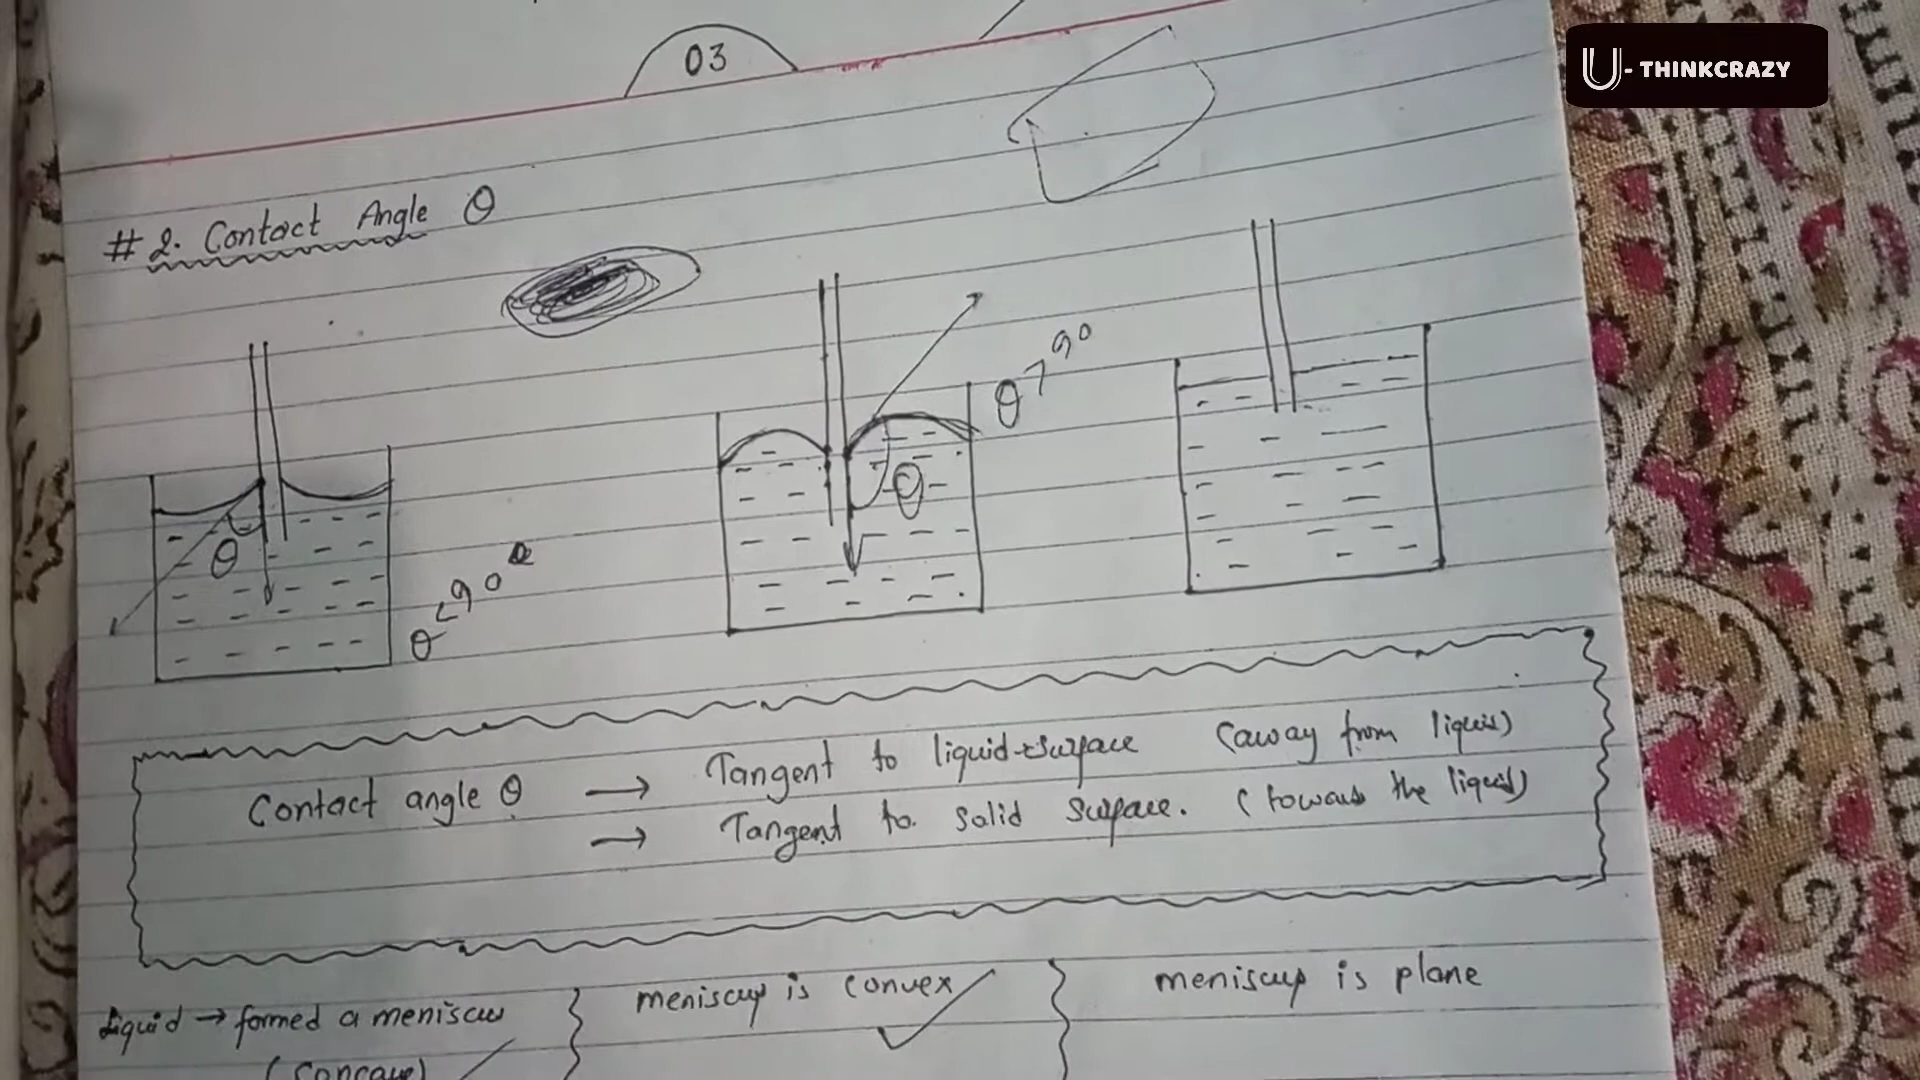 03
U - THINKCRAZY
# 2. Contact Angle θ
θ < 90°
θ > 90
θ
θ
Contact angle θ → Tangent to liquid surface (away from liquid)
→ Tangent to solid surface. (towards the liquid)
Liquid → formed a meniscus
(concave)
meniscus is convex
meniscus is plane